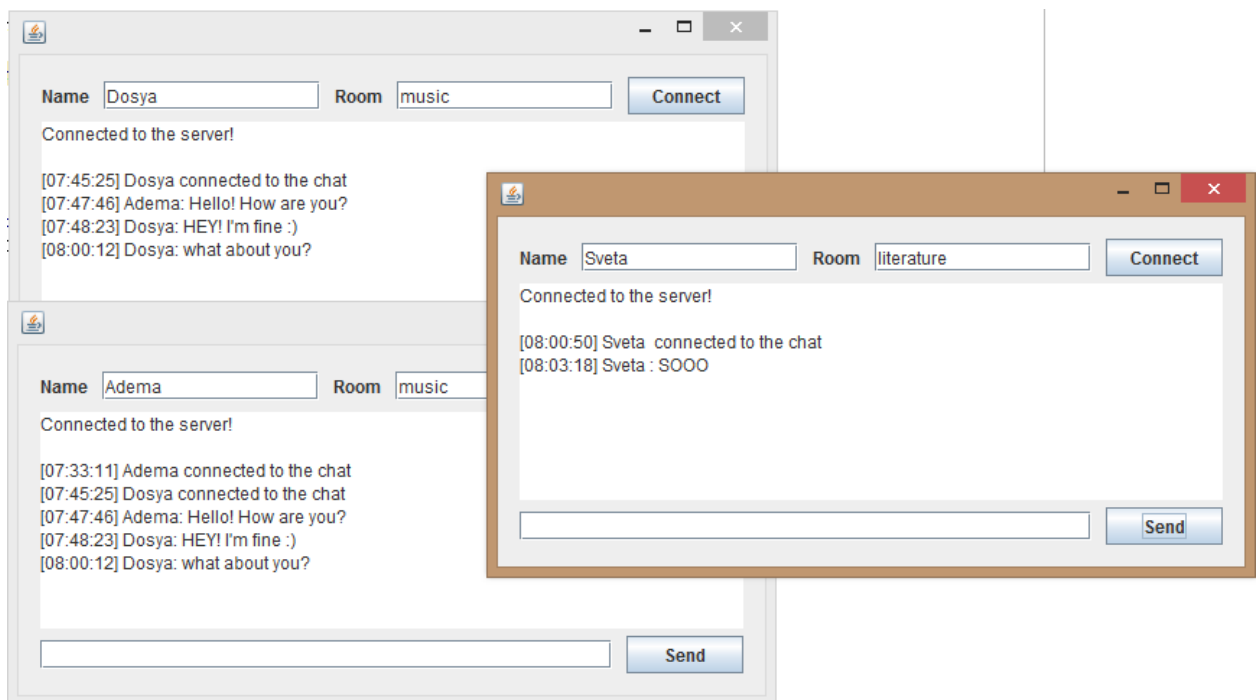 Name Dosya Room music Connect
Connected to the server!
[07:45:25] Dosya connected to the chat
[07:47:46] Adema: Hello! How are you?
[07:48:23] Dosya: HEY! I'm fine :)
[08:00:12] Dosya: what about you?
Name Adema Room music
Connected to the server!
[07:33:11] Adema connected to the chat
[07:45:25] Dosya connected to the chat
[07:47:46] Adema: Hello! How are you?
[07:48:23] Dosya: HEY! I'm fine :)
[08:00:12] Dosya: what about you?
Send
Name Sveta Room literature Connect
Connected to the server!
[08:00:50] Sveta  connected to the chat
[08:03:18] Sveta : SOOO
Send